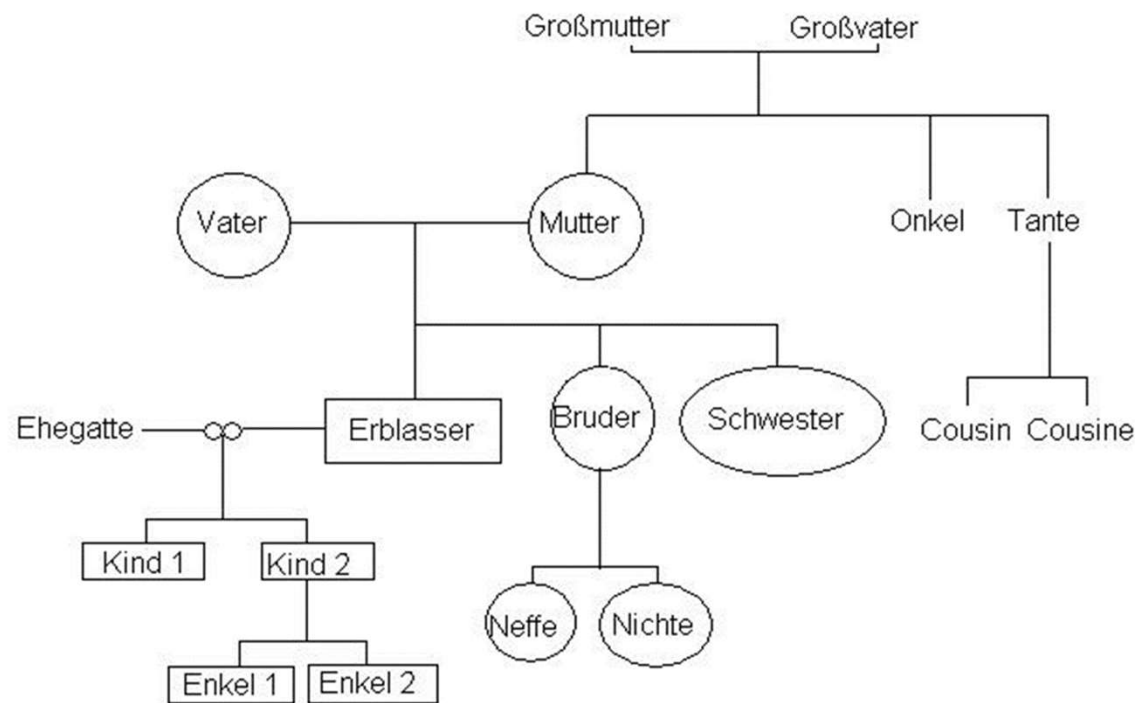 Großmutter Großvater
Vater Mutter Onkel Tante
Ehegatte Erblasser Bruder Schwester Cousin Cousine
Kind 1 Kind 2
Neffe Nichte
Enkel 1 Enkel 2